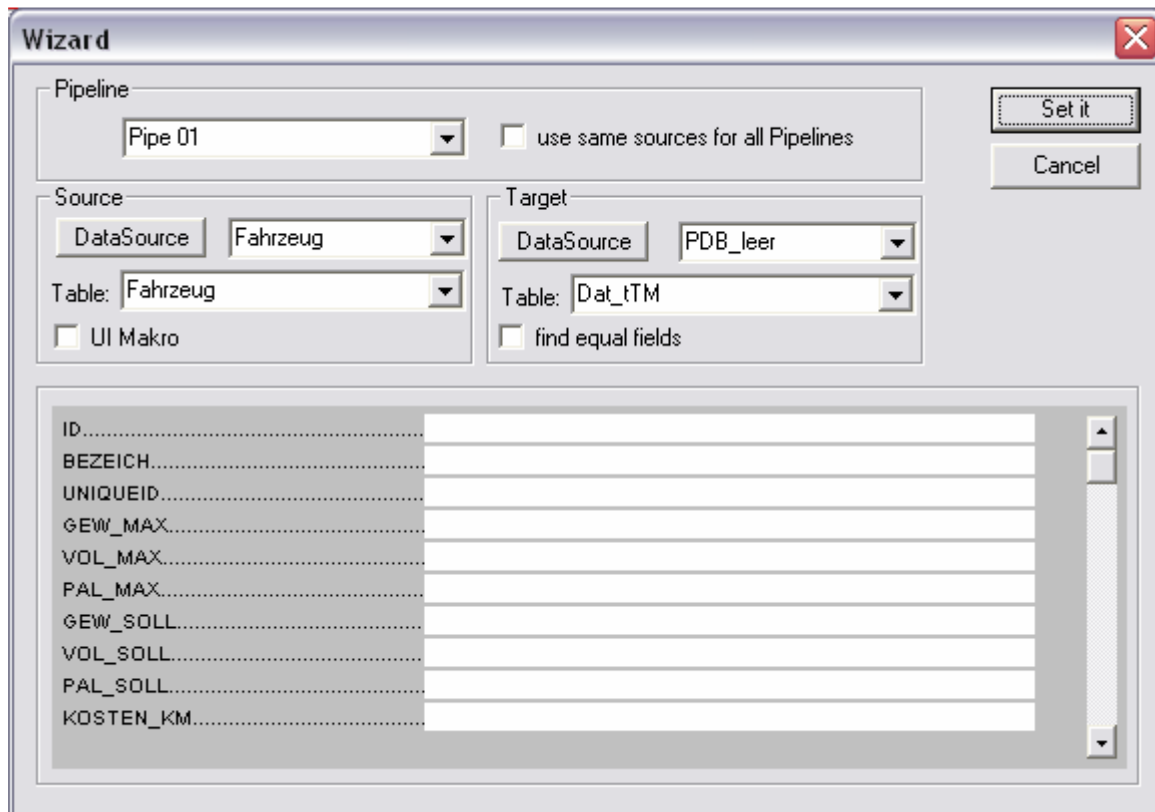 Wizard
Pipeline
Pipe 01
use same sources for all Pipelines
Set it
Cancel
Source
DataSource
Fahrzeug
Table:
Fahrzeug
UI Makro
Target
DataSource
PDB_leer
Table:
Dat_tTM
find equal fields
ID
BEZEICH
UNIQUEID
GEW_MAX
VOL_MAX
PAL_MAX
GEW_SOLL
VOL_SOLL
PAL_SOLL
KOSTEN_KM